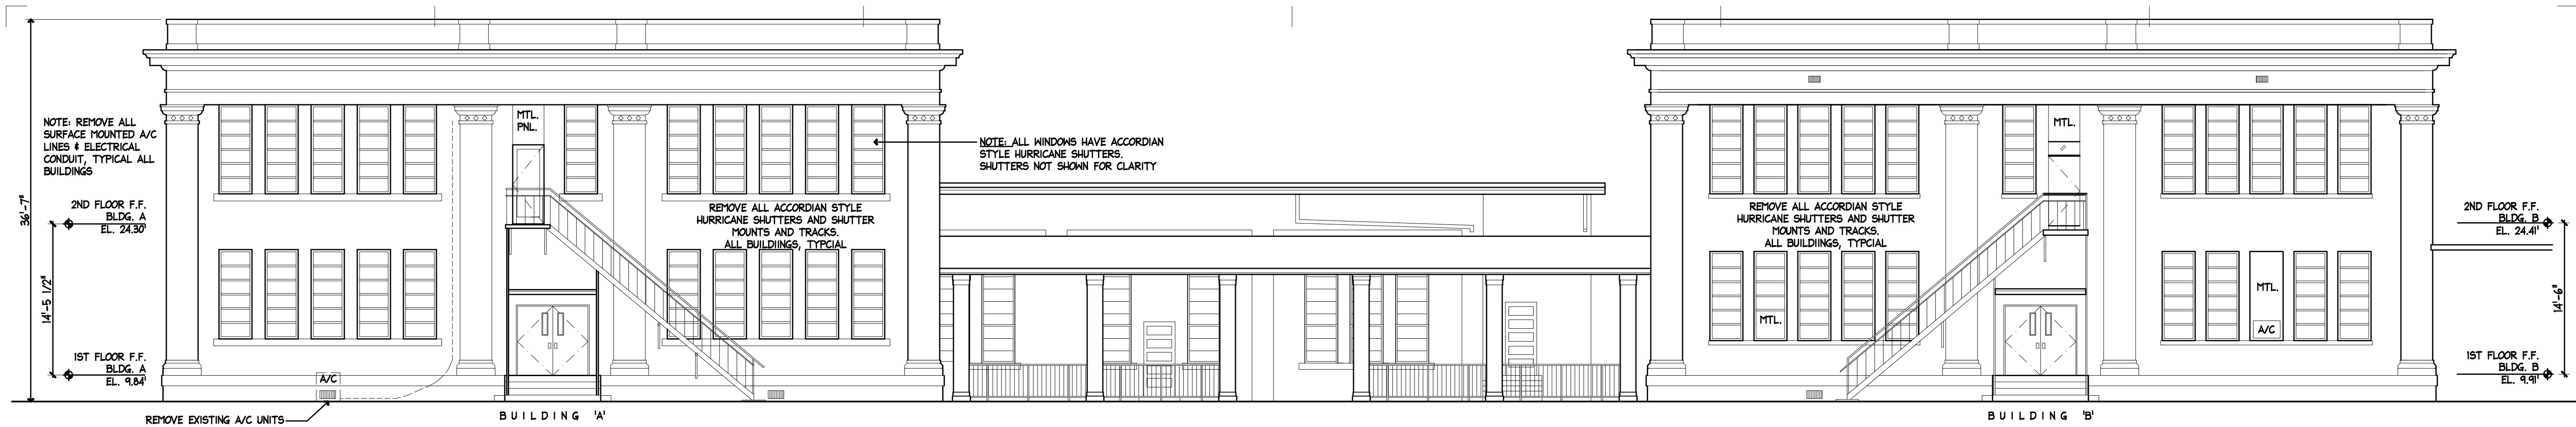 36'-7"
NOTE: REMOVE ALL
SURFACE MOUNTED A/C
LINES & ELECTRICAL
CONDUIT, TYPICAL ALL
BUILDINGS
2ND FLOOR F.F.
BLDG. A
EL. 24.30'
14'-5 1/2"
1ST FLOOR F.F.
BLDG. A
EL. 9.84'
A/C
REMOVE EXISTING A/C UNITS
MTL.
PNL.
REMOVE ALL ACCORDIAN STYLE
HURRICANE SHUTTERS AND SHUTTER
MOUNTS AND TRACKS.
ALL BUILDIINGS, TYPCIAL
BUILDING 'A'
NOTE: ALL WINDOWS HAVE ACCORDIAN
STYLE HURRICANE SHUTTERS.
SHUTTERS NOT SHOWN FOR CLARITY
MTL.
REMOVE ALL ACCORDIAN STYLE
HURRICANE SHUTTERS AND SHUTTER
MOUNTS AND TRACKS.
ALL BUILDIINGS, TYPCIAL
MTL.
MTL.
A/C
BUILDING 'B'
2ND FLOOR F.F.
BLDG. B
EL. 24.41'
14'-6"
1ST FLOOR F.F.
BLDG. B
EL. 9.91'